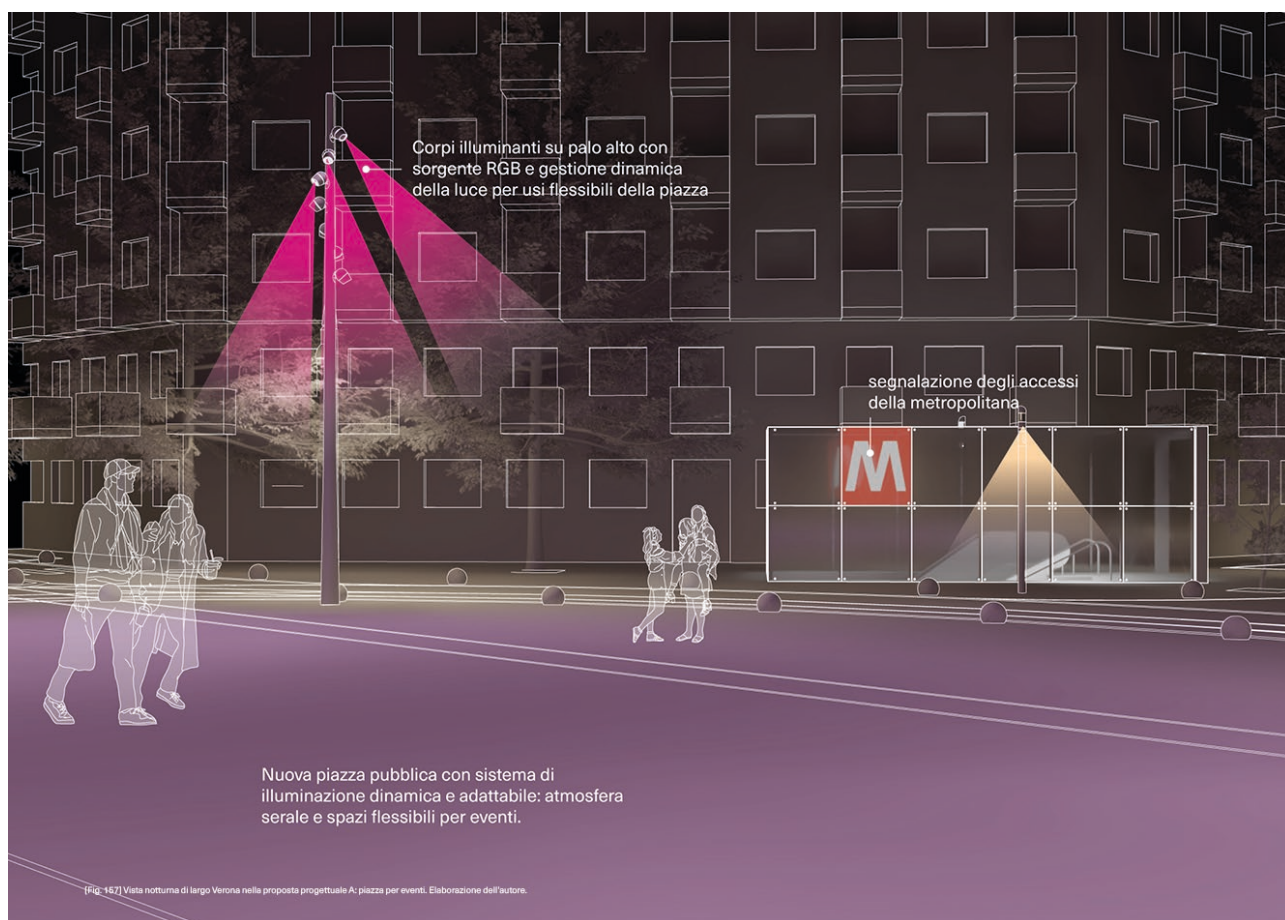 Corpi illuminanti su palo alto con
sorgente RGB e gestione dinamica
della luce per usi flessibili della piazza
segnalazione degli accessi
della metropolitana
M
Nuova piazza pubblica con sistema di
illuminazione dinamica e adattabile: atmosfera
serale e spazi flessibili per eventi.
[Fig. 157] Vista notturna di largo Verona nella proposta progettuale A: piazza per eventi. Elaborazione dell'autore.